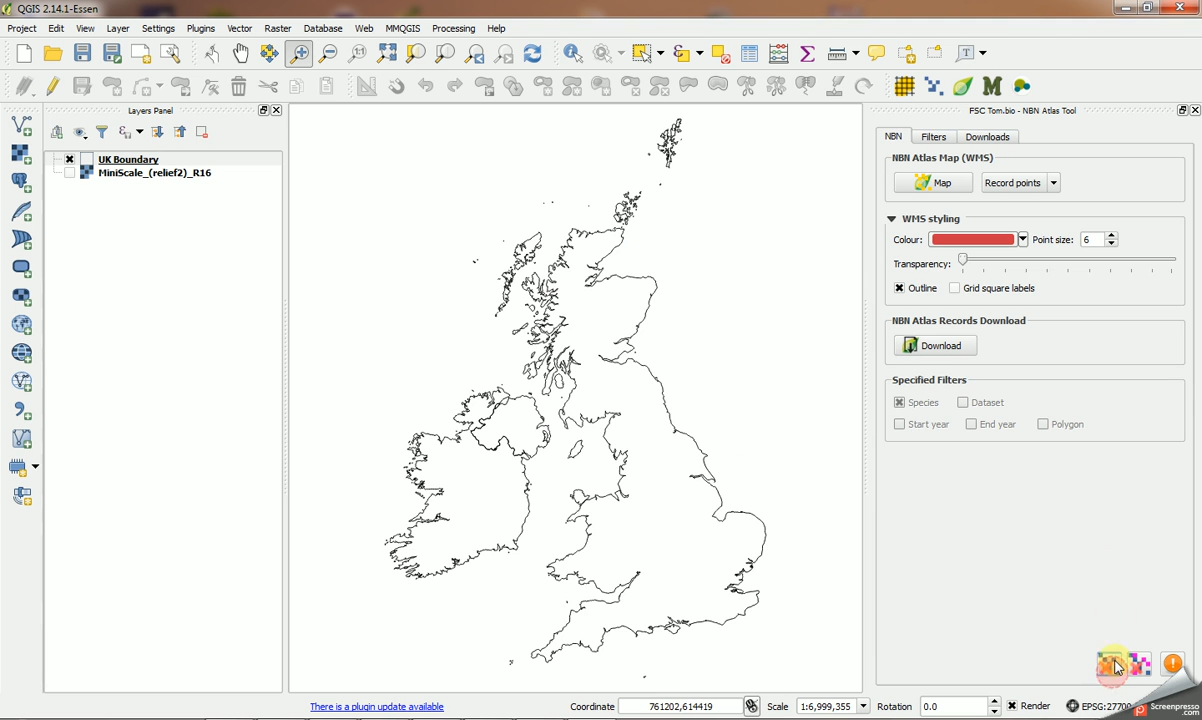 QGIS 2.14.1-Essen
Project Edit View Layer Settings Plugins Vector Raster Database Web MMQGIS Processing Help
Layers Panel
UK Boundary
MiniScale_(relief2)_R16
FSC Tom.bio - NBN Atlas Tool
NBN Filters Downloads
NBN Atlas Map (WMS)
Map Record points
WMS styling
Colour: Point size: 6
Transparency:
Outline Grid square labels
NBN Atlas Records Download
Download
Specified Filters
Species Dataset
Start year End year Polygon
There is a plugin update available Coordinate 761202,614419 Scale 1:6,999,355 Rotation 0.0 Render EPSG:27700
Screenpresso
.com